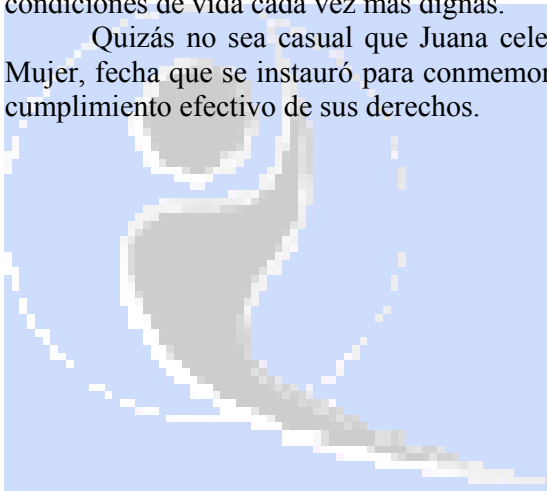 condiciones de vida cada vez más dignas.
Quizás no sea casual que Juana cele
Mujer, fecha que se instauró para conmemor
cumplimiento efectivo de sus derechos.